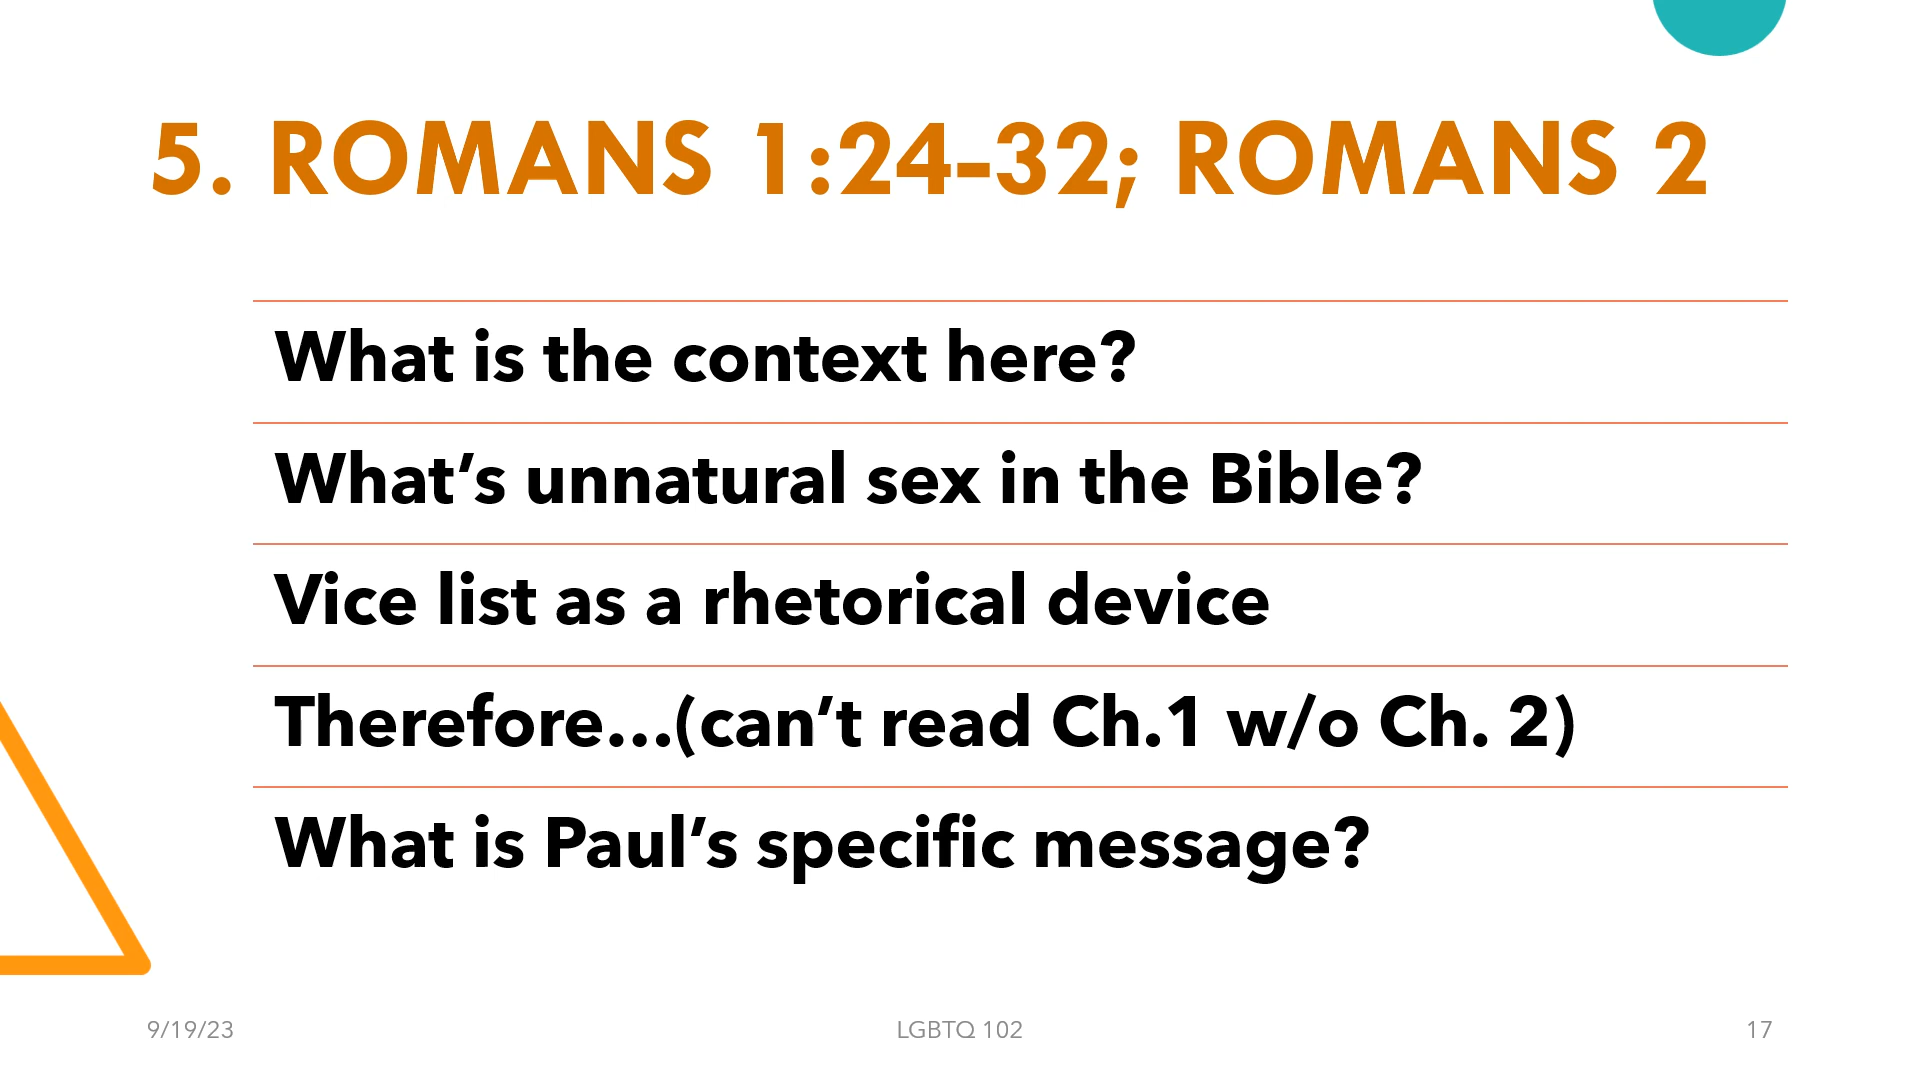 5. ROMANS 1:24-32; ROMANS 2
What is the context here?
What’s unnatural sex in the Bible?
Vice list as a rhetorical device
Therefore…(can’t read Ch.1 w/o Ch. 2)
What is Paul’s specific message?
9/19/23
LGBTQ 102
17